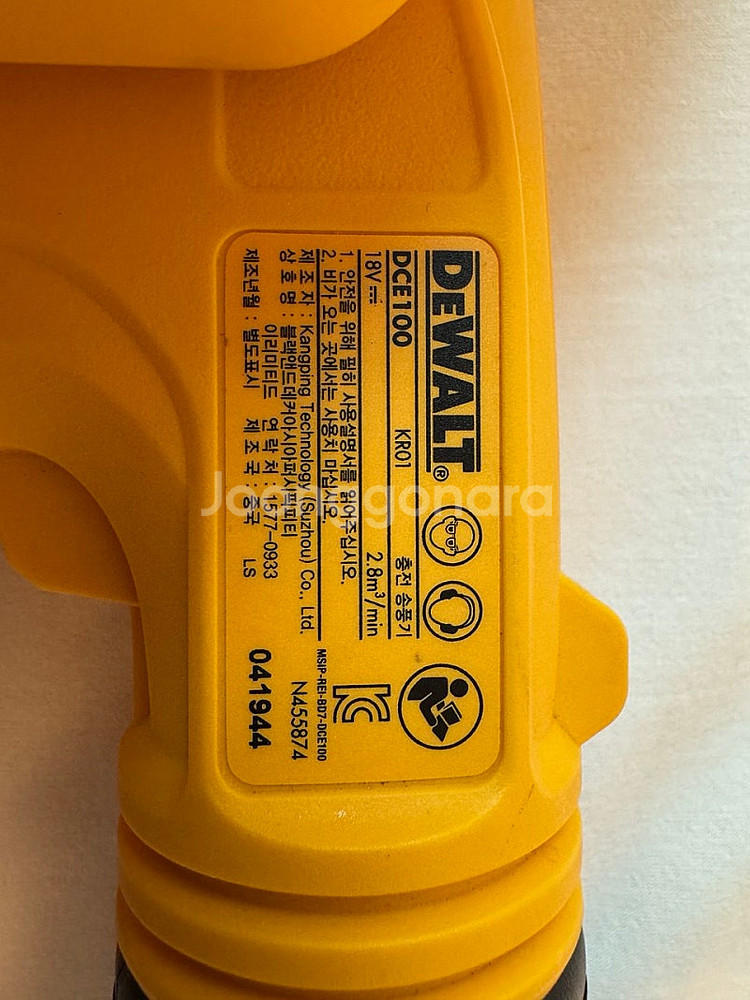 DEWALT®
DCE100 KR01 충전 송풍기
18V 2.8m³/min
1. 안전을 위해 필히 사용설명서를 읽어주십시오.
2. 비가 오는 곳에서는 사용치 마십시오.
제 조 자 : Kangping Technology (Suzhou) Co., Ltd.
상 호 명 : 블랙앤드데커아시아퍼시픽피티
이리미티드 연 락 처 : 1577-0933
제조년월 : 별도표시 제 조 국 : 중국 LS
MSIP-REI-BD7-DCE100
N455874
041944
Joonggonara